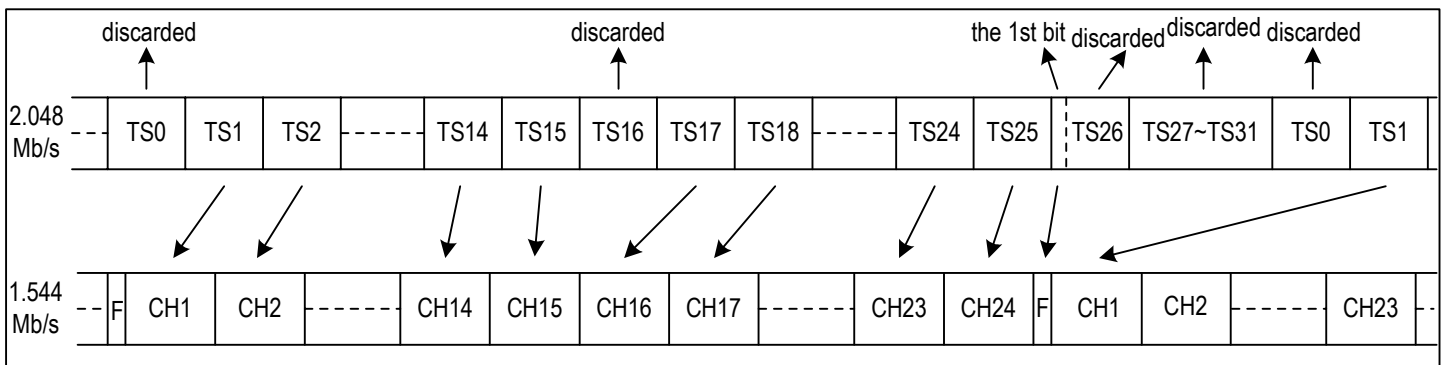 discarded discarded the 1st bit discarded discarded discarded
2.048
Mb/s
TS0 TS1 TS2 TS14 TS15 TS16 TS17 TS18 TS24 TS25 TS26 TS27~TS31 TS0 TS1
1.544
Mb/s
F CH1 CH2 CH14 CH15 CH16 CH17 CH23 CH24 F CH1 CH2 CH23